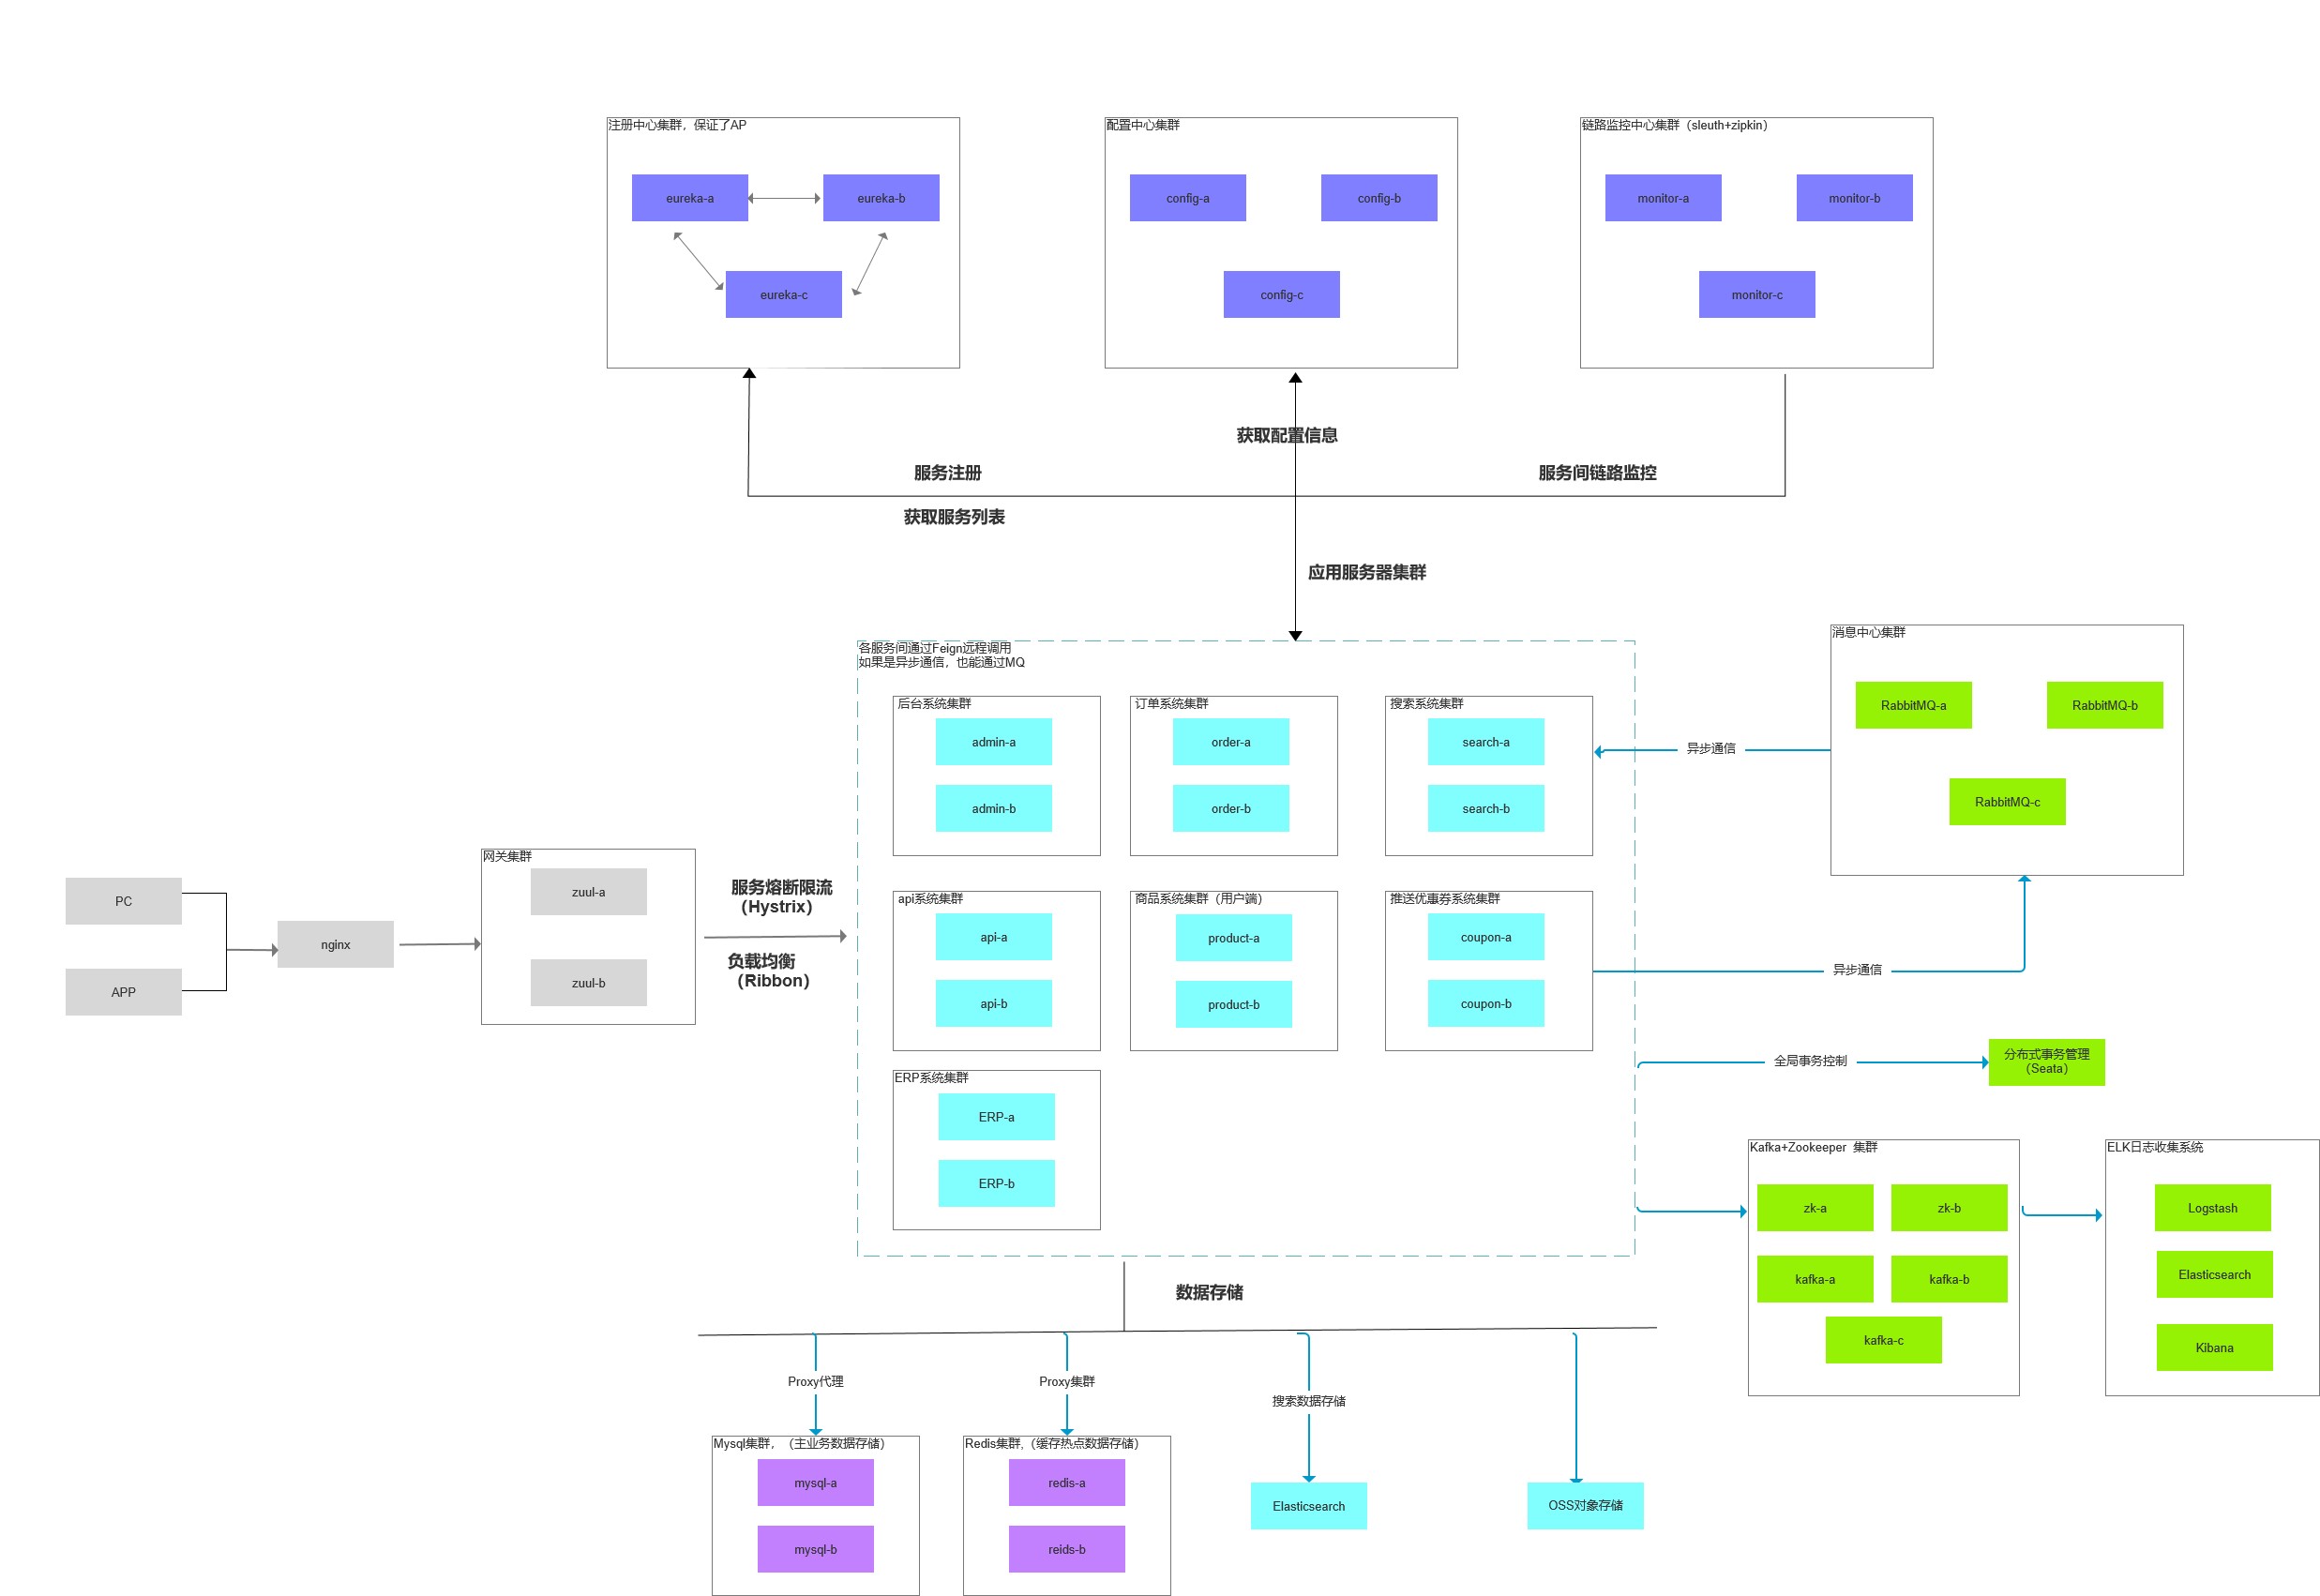 注册中心集群，保证了AP
eureka-a
eureka-b
eureka-c
配置中心集群
config-a
config-b
config-c
链路监控中心集群（sleuth+zipkin）
monitor-a
monitor-b
monitor-c
获取配置信息
服务注册
服务间链路监控
获取服务列表
应用服务器集群
各服务间通过Feign远程调用
如果是异步通信，也能通过MQ
后台系统集群
admin-a
admin-b
订单系统集群
order-a
order-b
搜索系统集群
search-a
search-b
异步通信
消息中心集群
RabbitMQ-a
RabbitMQ-b
RabbitMQ-c
PC
APP
nginx
网关集群
zuul-a
zuul-b
服务熔断限流
（Hystrix）
负载均衡
（Ribbon）
api系统集群
api-a
api-b
商品系统集群（用户端）
product-a
product-b
推送优惠券系统集群
coupon-a
coupon-b
异步通信
ERP系统集群
ERP-a
ERP-b
全局事务控制
分布式事务管理
（Seata）
Kafka+Zookeeper 集群
zk-a
zk-b
kafka-a
kafka-b
kafka-c
ELK日志收集系统
Logstash
Elasticsearch
Kibana
数据存储
Proxy代理
Proxy集群
搜索数据存储
Mysql集群，（主业务数据存储）
mysql-a
mysql-b
Redis集群,（缓存热点数据存储）
redis-a
reids-b
Elasticsearch
OSS对象存储